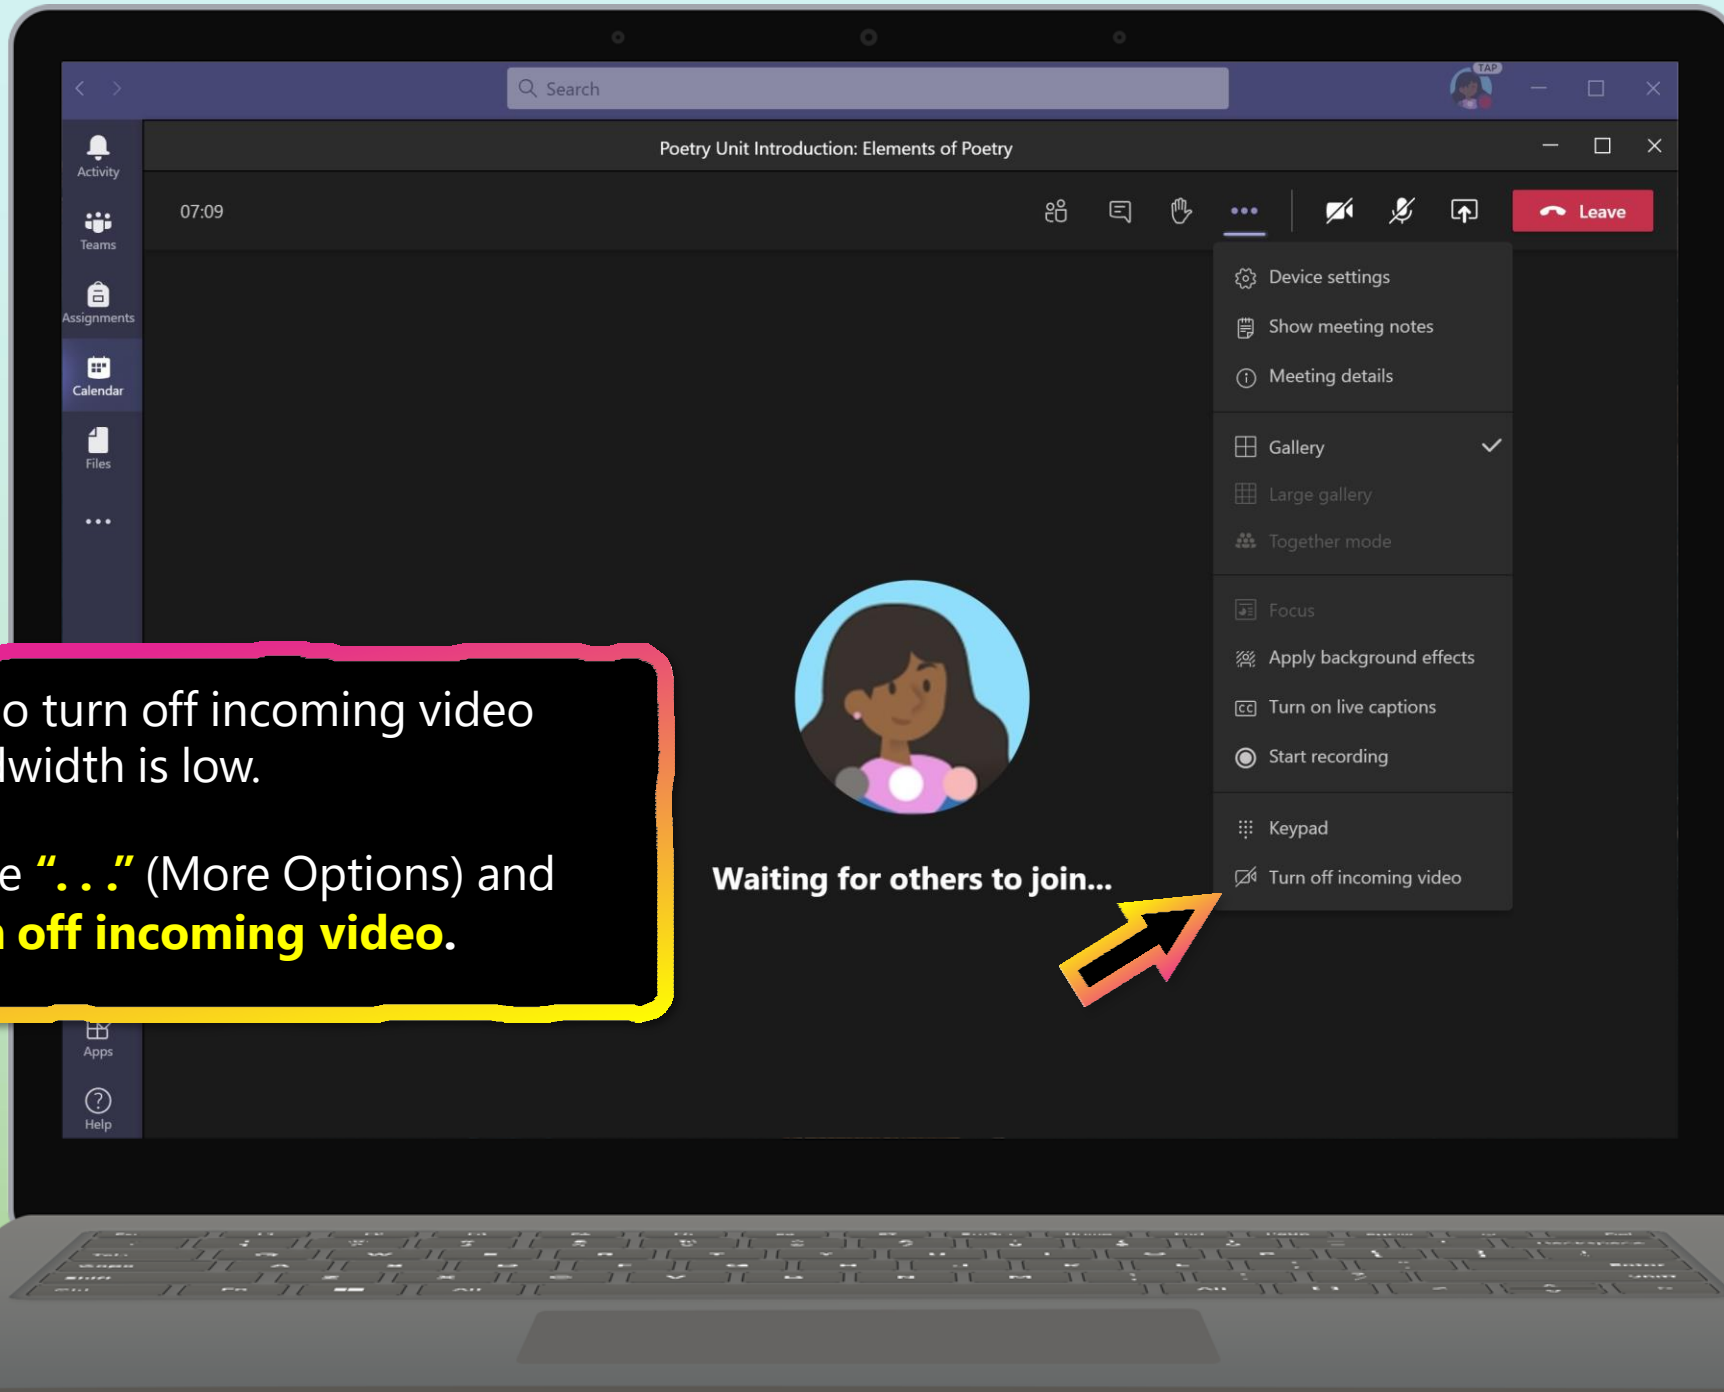 Search
TAP
Poetry Unit Introduction: Elements of Poetry
Activity
07:09
Leave
Teams
Assignments
Calendar
Files
Device settings
Show meeting notes
Meeting details
Gallery
Large gallery
Together mode
Focus
Apply background effects
Turn on live captions
Start recording
Keypad
Turn off incoming video
o turn off incoming video
width is low.
e “. . .” (More Options) and
off incoming video.
Waiting for others to join...
Apps
Help